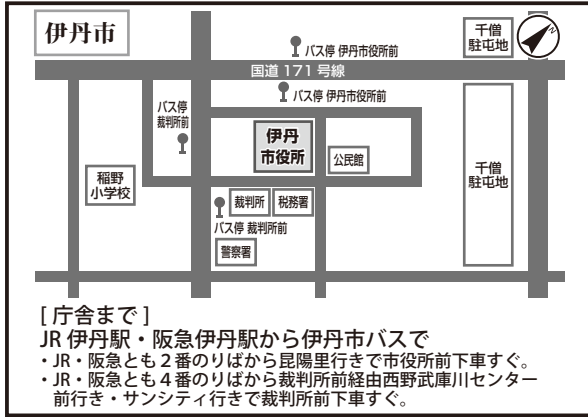 伊丹市
千僧
駐屯地
N
バス停 伊丹市役所前
国道 171 号線
バス停 伊丹市役所前
バス停
裁判所前
伊丹
市役所
公民館
千僧
駐屯地
稲野
小学校
裁判所
税務署
バス停 裁判所前
警察署
[ 庁舎まで ]
JR 伊丹駅・阪急伊丹駅から伊丹市バスで
・JR・阪急とも２番のりばから昆陽里行きで市役所前下車すぐ。
・JR・阪急とも４番のりばから裁判所前経由西野武庫川センター
前行き・サンシティ行きで裁判所前下車すぐ。